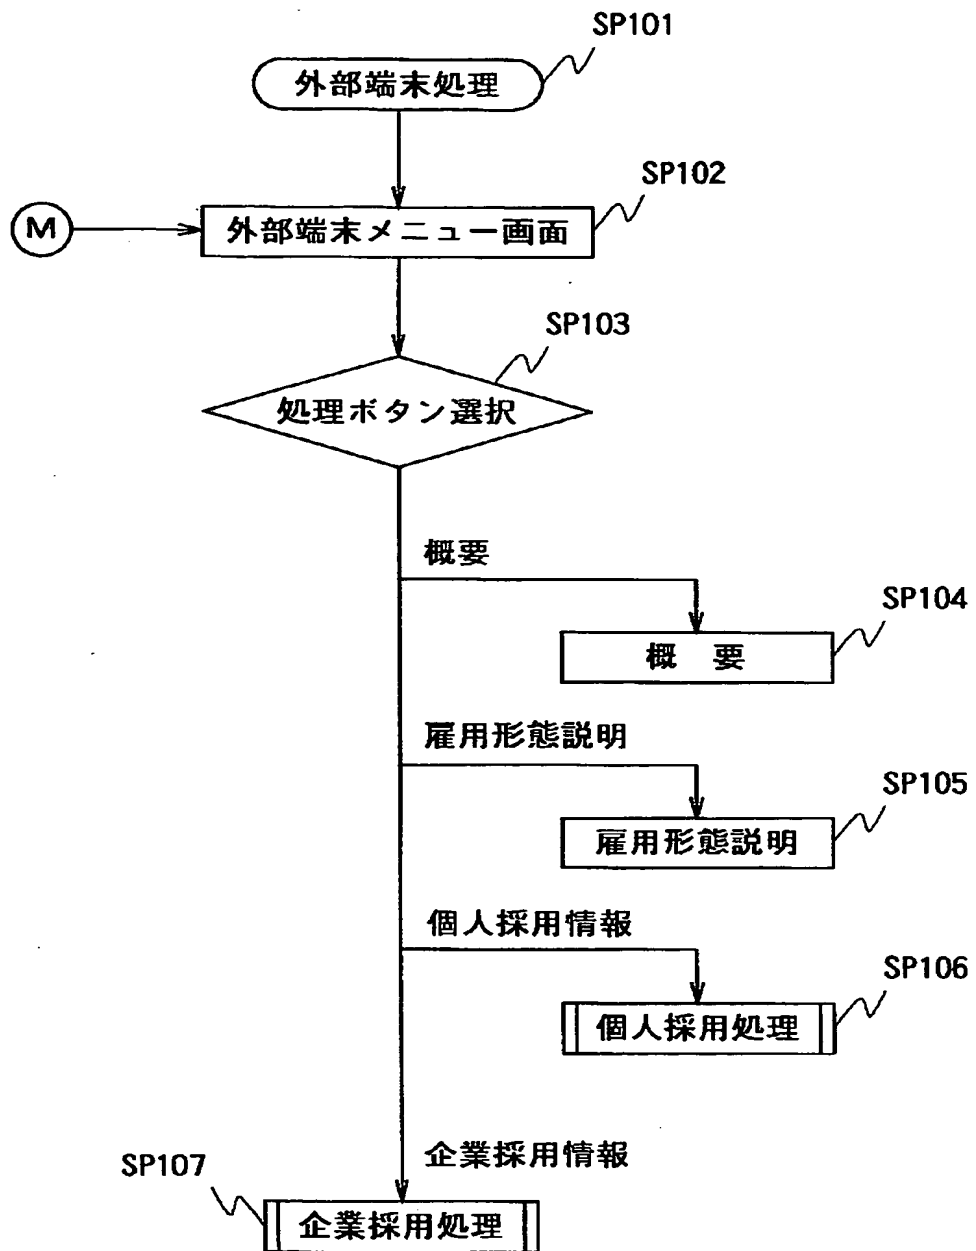 SP101
外部端末処理
SP102
M
外部端末メニュー画面
SP103
処理ボタン選択
概要
SP104
概 要
雇用形態説明
SP105
雇用形態説明
個人採用情報
SP106
個人採用処理
企業採用情報
SP107
企業採用処理